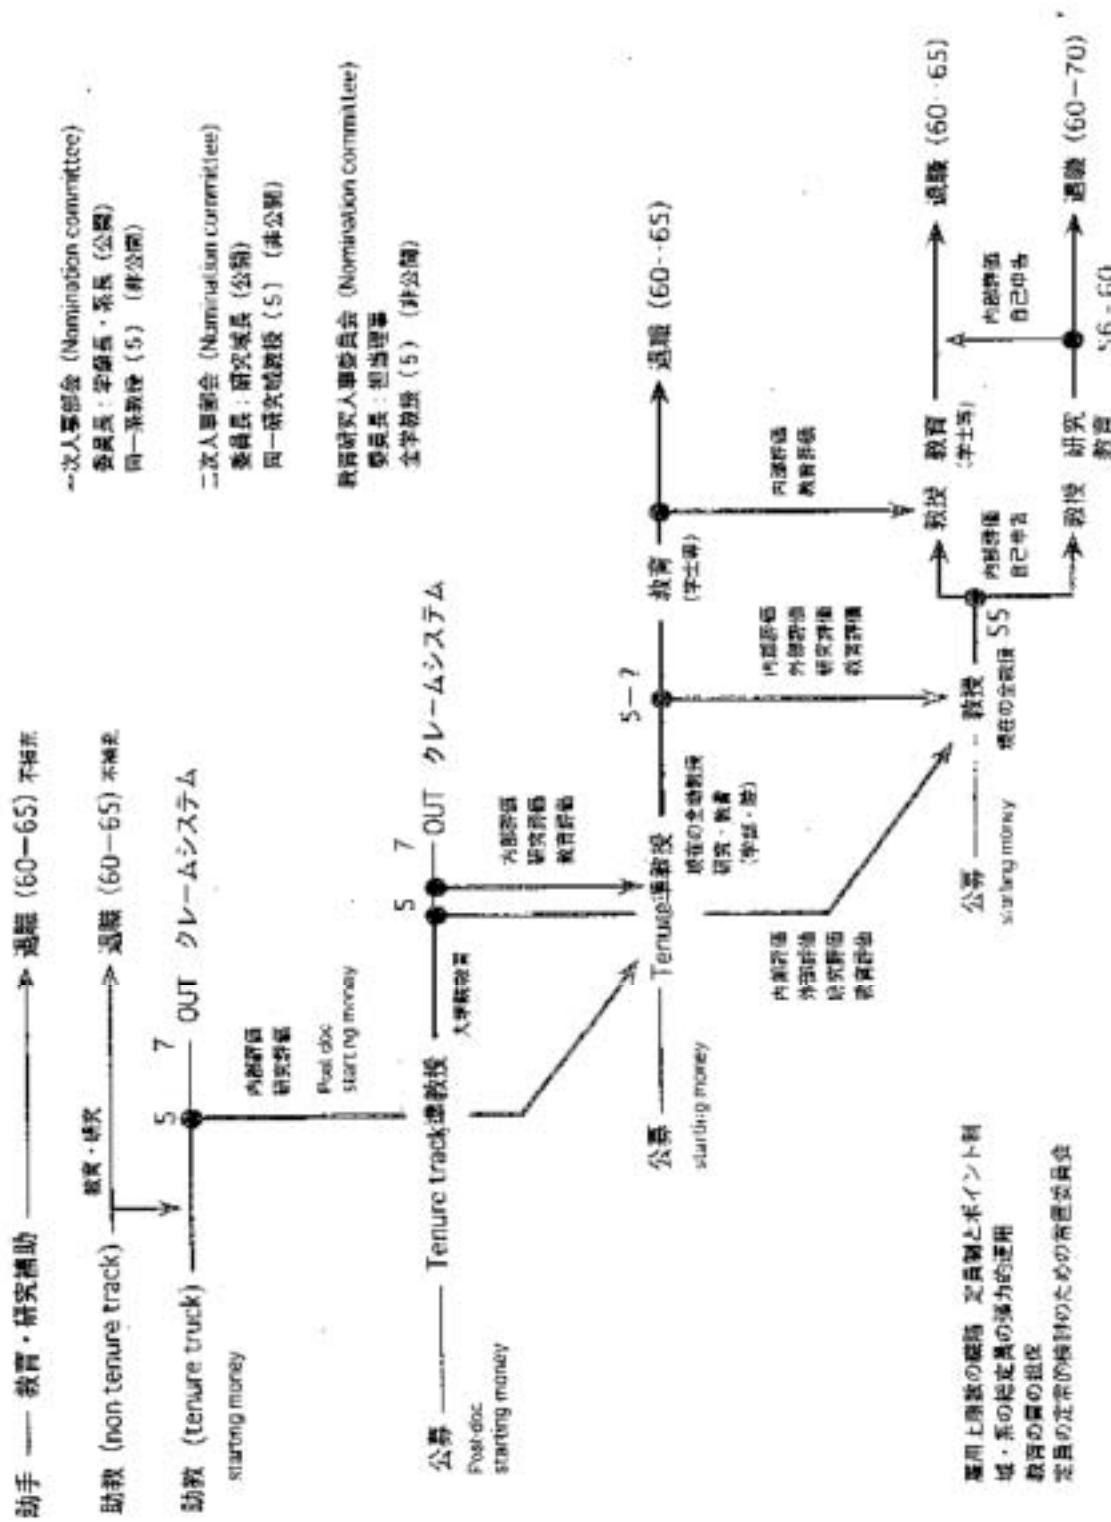 助手 教育・研究補助 退職 (60-65) 不補充
助教 (non tenure track) 退職 (60-65) 不補充
教育・研究
助教 (tenure truck) 5 7 OUT クレームシステム
starting money
内部評価
研究評価
Post doc
starting money
公募 Tenure track准教授 5 7 OUT クレームシステム
Post-doc
starting money
大学院教育
内部評価
研究評価
教育評価
公募 Tenure准教授 5-7 教育 退職 (60-65)
starting money
(学士等)
現在の全助教授
研究・教育
(学部・院)
内部評価
外部評価
研究評価
教育評価
内部評価
外部評価
研究評価
教育評価
内部評価
教育評価
公募 教授 55
starting money
現在の全教授
内部評価
自己申告
教授 教育 退職 (60-65)
(学士等)
内部評価
自己申告
教授 研究 退職 (60-70)
教育
56-60
一次人事部会 (Nomination committee)
委員長:学群長・系長 (公開)
同一系教授 (5) (非公開)
二次人事部会 (Nomination committee)
委員長:研究域長 (公開)
同一研究域教授 (5) (非公開)
教育研究人事委員会 (Nomination committee)
委員長:担当理事
全学教授 (5) (非公開)
雇用上限数の職階 定員制とポイント制
域・系の総定員の弾力的運用
教育の質の担保
定員の定常的検討のための常置委員会